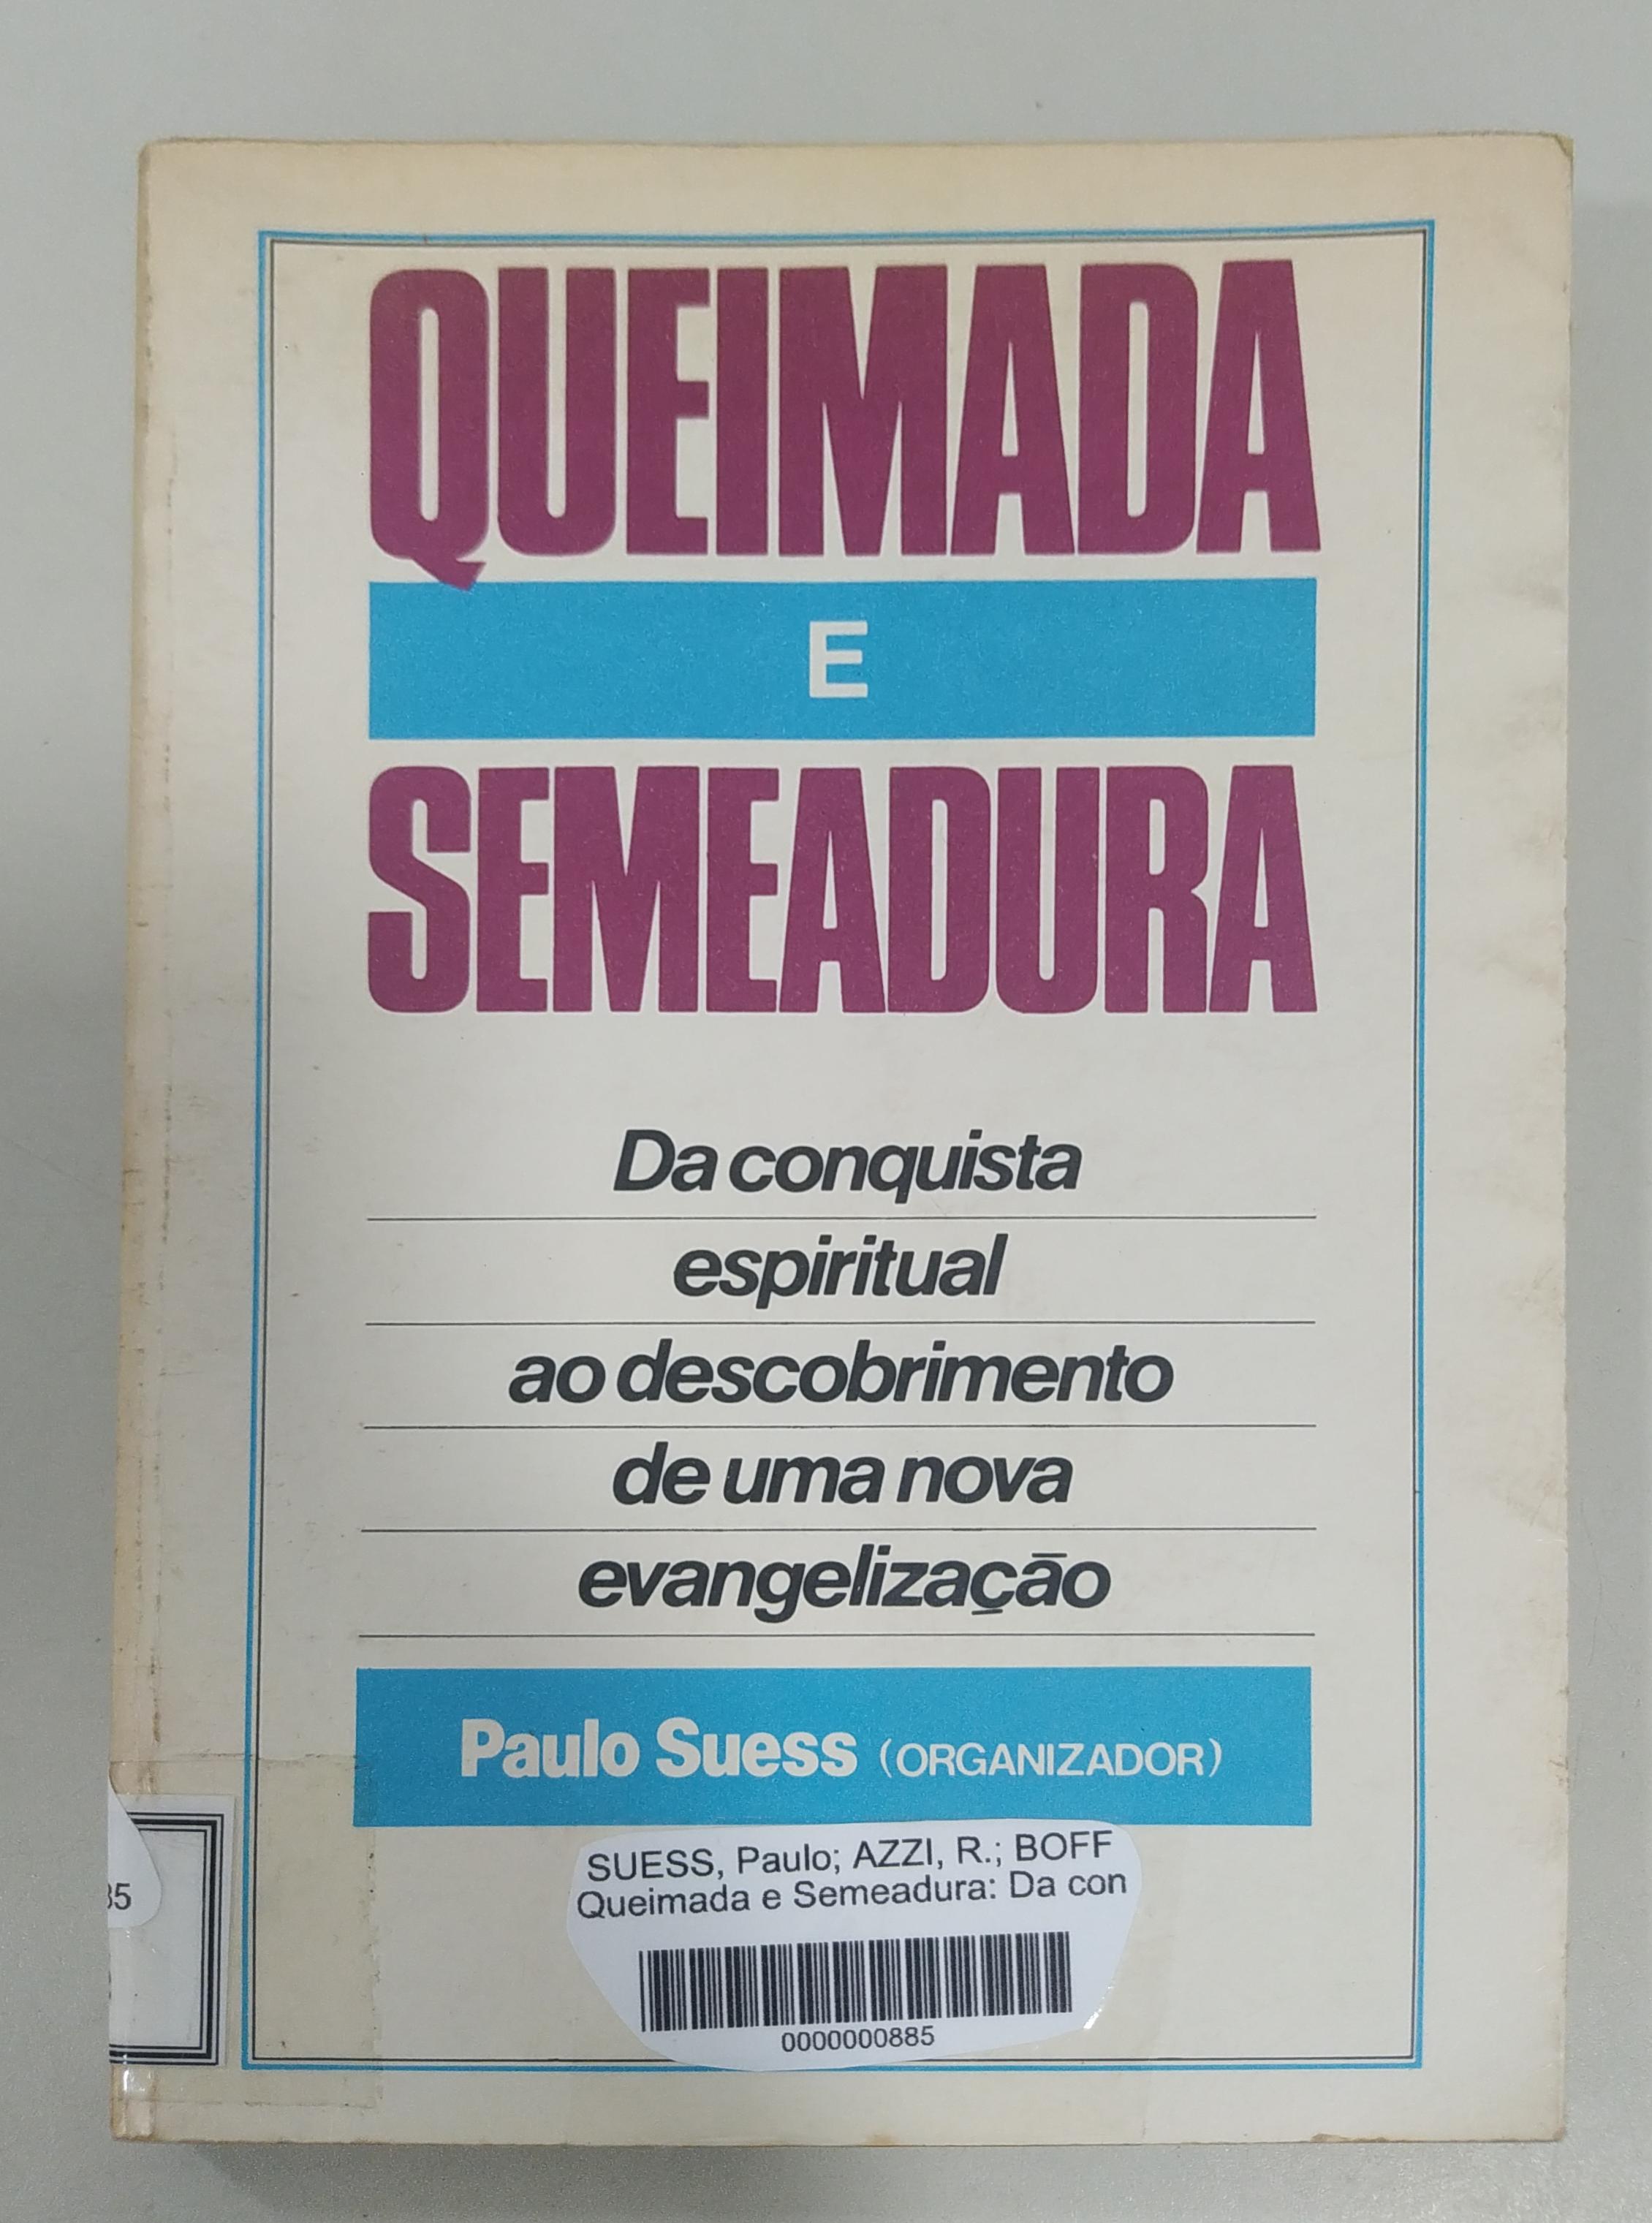 QUEIMADA
E
SEMEADURA
Da conquista
espiritual
ao descobrimento
de uma nova
evangelização
Paulo Suess (ORGANIZADOR)
SUESS, Paulo; AZZI, R.; BOFF
Queimada e Semeadura: Da con
0000000885